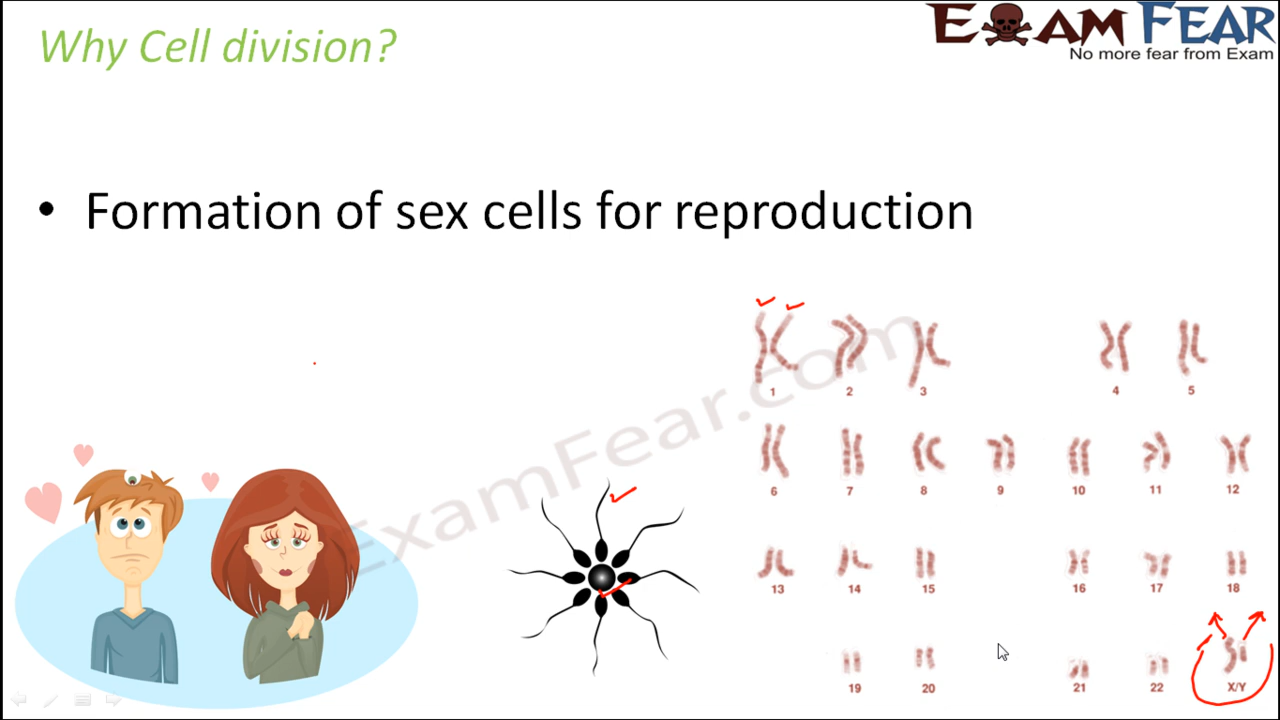 Why Cell division?
EXAM FEAR
No more fear from Exam
• Formation of sex cells for reproduction
ExamFear.com
1 2 3 4 5
6 7 8 9 10 11 12
13 14 15 16 17 18
19 20 21 22 X/Y